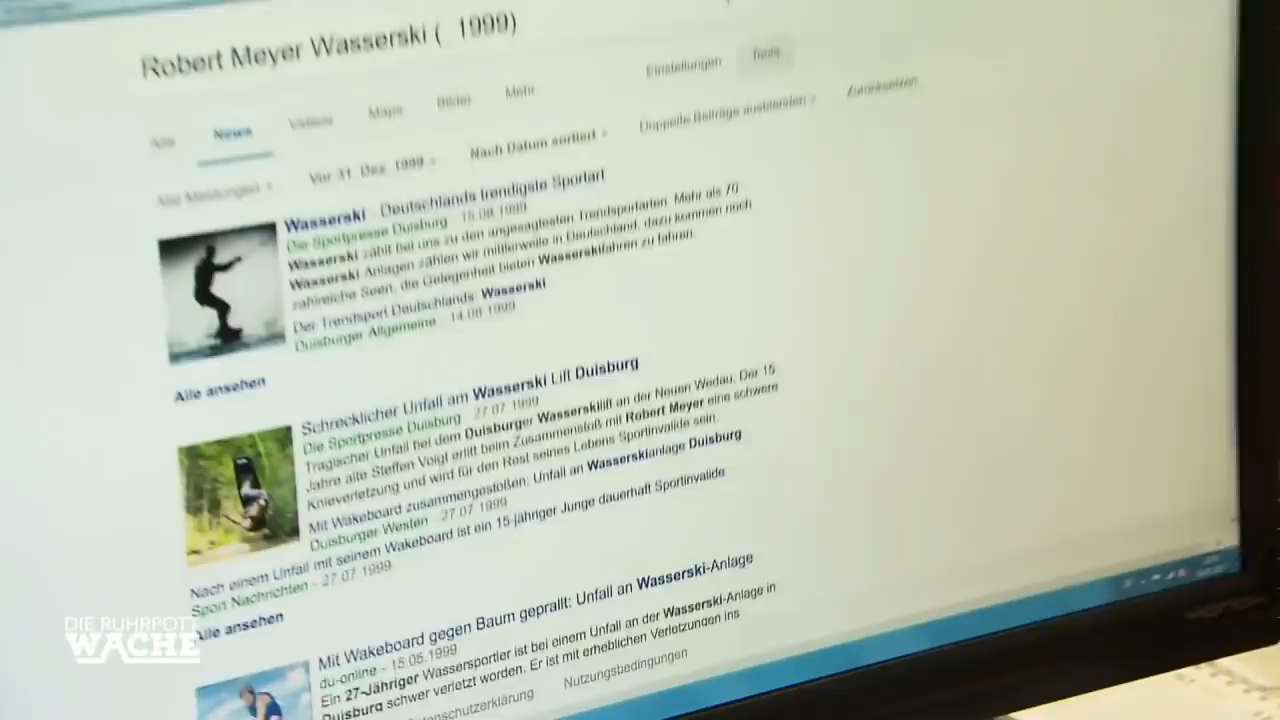 Robert Meyer Wasserski ( _1999)
Einstellungen
Tools
Alle
News
Videos
Maps
Bilder
Mehr
Alle Meldungen
Vor 31. Dez. 1999
Nach Datum sortiert
Doppelte Beiträge ausblenden
Zurücksetzen
Wasserski - Deutschlands trendigste Sportart
Die Sportpresse Duisburg - 15.08.1999
Wasserski zählt bei uns zu den angesagtesten Trendsportarten. Mehr als 70
Wasserski Anlagen zählen wir mittlerweile in Deutschland, dazu kommen noch
zahlreiche Seen, die Gelegenheit bieten Wasserskifahren zu fahren.
Der Trendsport Deutschlands: Wasserski
Duisburger Allgemeine - 14.08.1999
Alle ansehen
Schrecklicher Unfall am Wasserski Lift Duisburg
Die Sportpresse Duisburg - 27.07.1999
Tragischer Unfall bei dem Duisburger Wasserskilift an der Neuen Wedau. Der 15
Jahre alte Steffen Voigt erlitt beim Zusammenstoß mit Robert Meyer eine schwere
Knieverletzung und wird für den Rest seines Lebens Sportinvalide sein.
Mit Wakeboard zusammengestoßen: Unfall an Wasserskianlage Duisburg
Duisburger Westen - 27.07.1999
Nach einem Unfall mit seinem Wakeboard ist ein 15-jähriger Junge dauerhaft Sportinvalide
Sport Nachrichten - 27.07.1999
Alle ansehen
Mit Wakeboard gegen Baum geprallt: Unfall an Wasserski-Anlage
du-online - 15.05.1999
Ein 27-Jähriger Wassersportler ist bei einem Unfall an der Wasserski-Anlage in
Duisburg schwer verletzt worden. Er ist mit erheblichen Verletzungen ins
Nutzungsbedingungen
DIE RUHRPOTT
WACHE